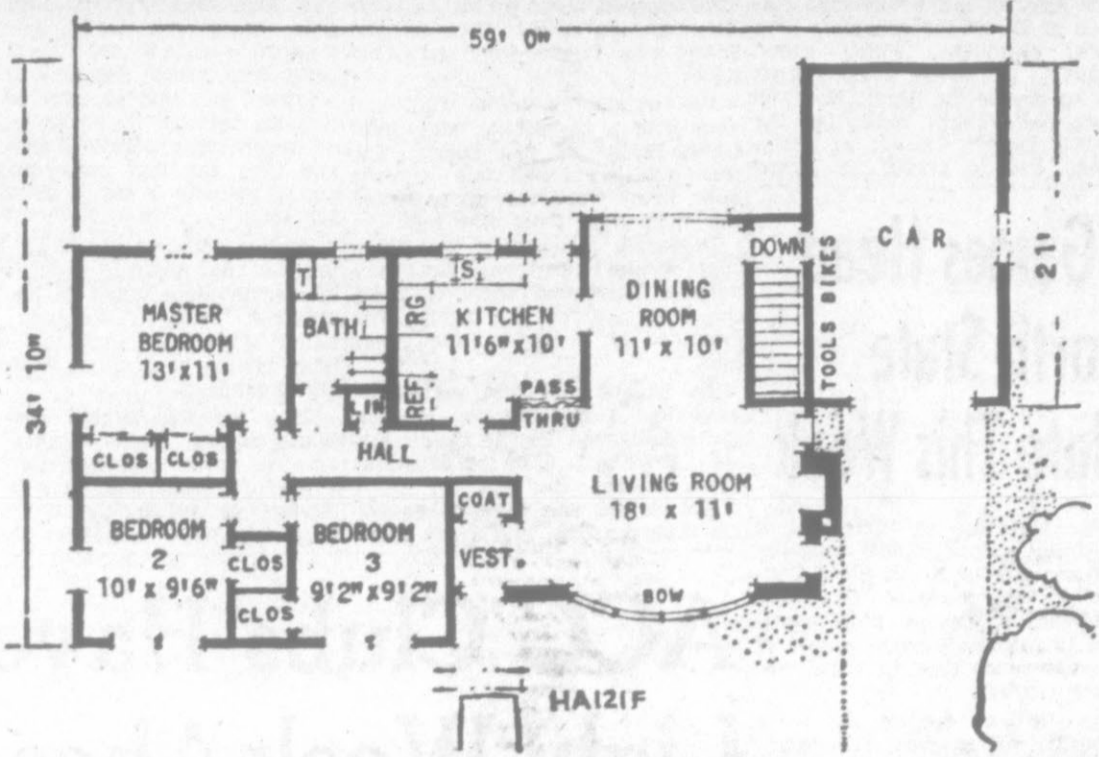 59' 0"
34' 10"
21'
CAR
TOOLS BIKES
DOWN
DINING
ROOM
11' x 10'
S
RG
REF
KITCHEN
11'6" x 10'
PASS
THRU
T
BATH
LIN
MASTER
BEDROOM
13' x 11'
CLOS
CLOS
HALL
LIVING ROOM
18' x 11'
COAT
VEST.
BEDROOM
2
10' x 9'6"
CLOS
CLOS
BEDROOM
3
9'2" x 9'2"
BOW
HA121F